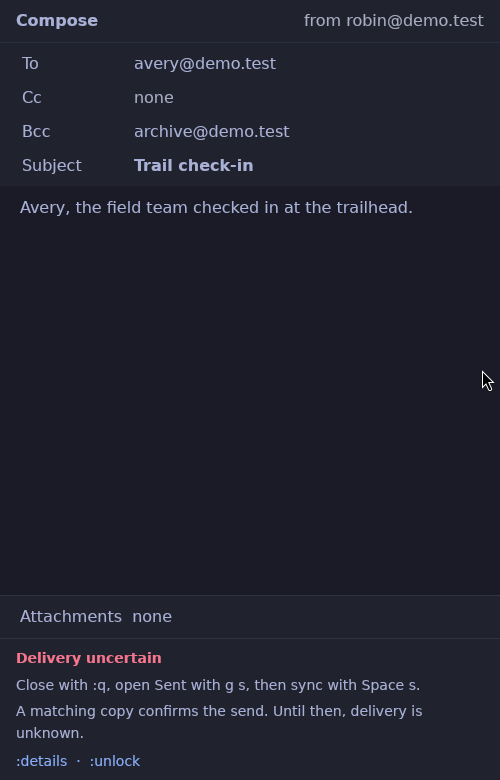 Compose from robin@demo.test
To avery@demo.test
Cc none
Bcc archive@demo.test
Subject Trail check-in
Avery, the field team checked in at the trailhead.
Attachments none
Delivery uncertain
Close with :q, open Sent with g s, then sync with Space s.
A matching copy confirms the send. Until then, delivery is
unknown.
:details · :unlock